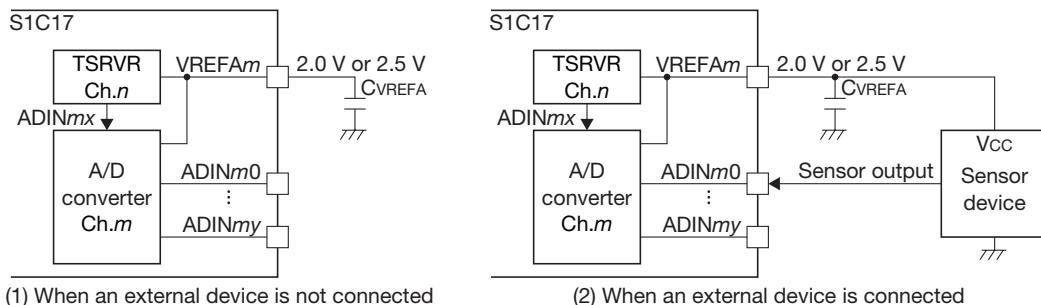 S1C17
TSRVR
Ch.n
VREFAm
2.0 V or 2.5 V
CVREFA
ADINmx
A/D
converter
Ch.m
ADINm0
⋮
ADINmy
(1) When an external device is not connected
S1C17
TSRVR
Ch.n
VREFAm
2.0 V or 2.5 V
CVREFA
ADINmx
A/D
converter
Ch.m
ADINm0
⋮
ADINmy
Sensor output
VCC
Sensor
device
(2) When an external device is connected